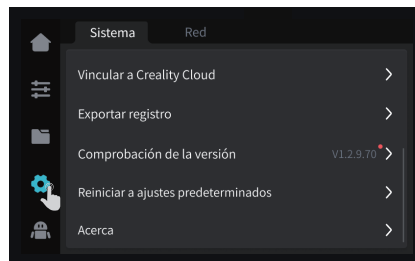 Sistema Red
Vincular a Creality Cloud
Exportar registro
Comprobación de la versión V1.2.9.70
Reiniciar a ajustes predeterminados
Acerca